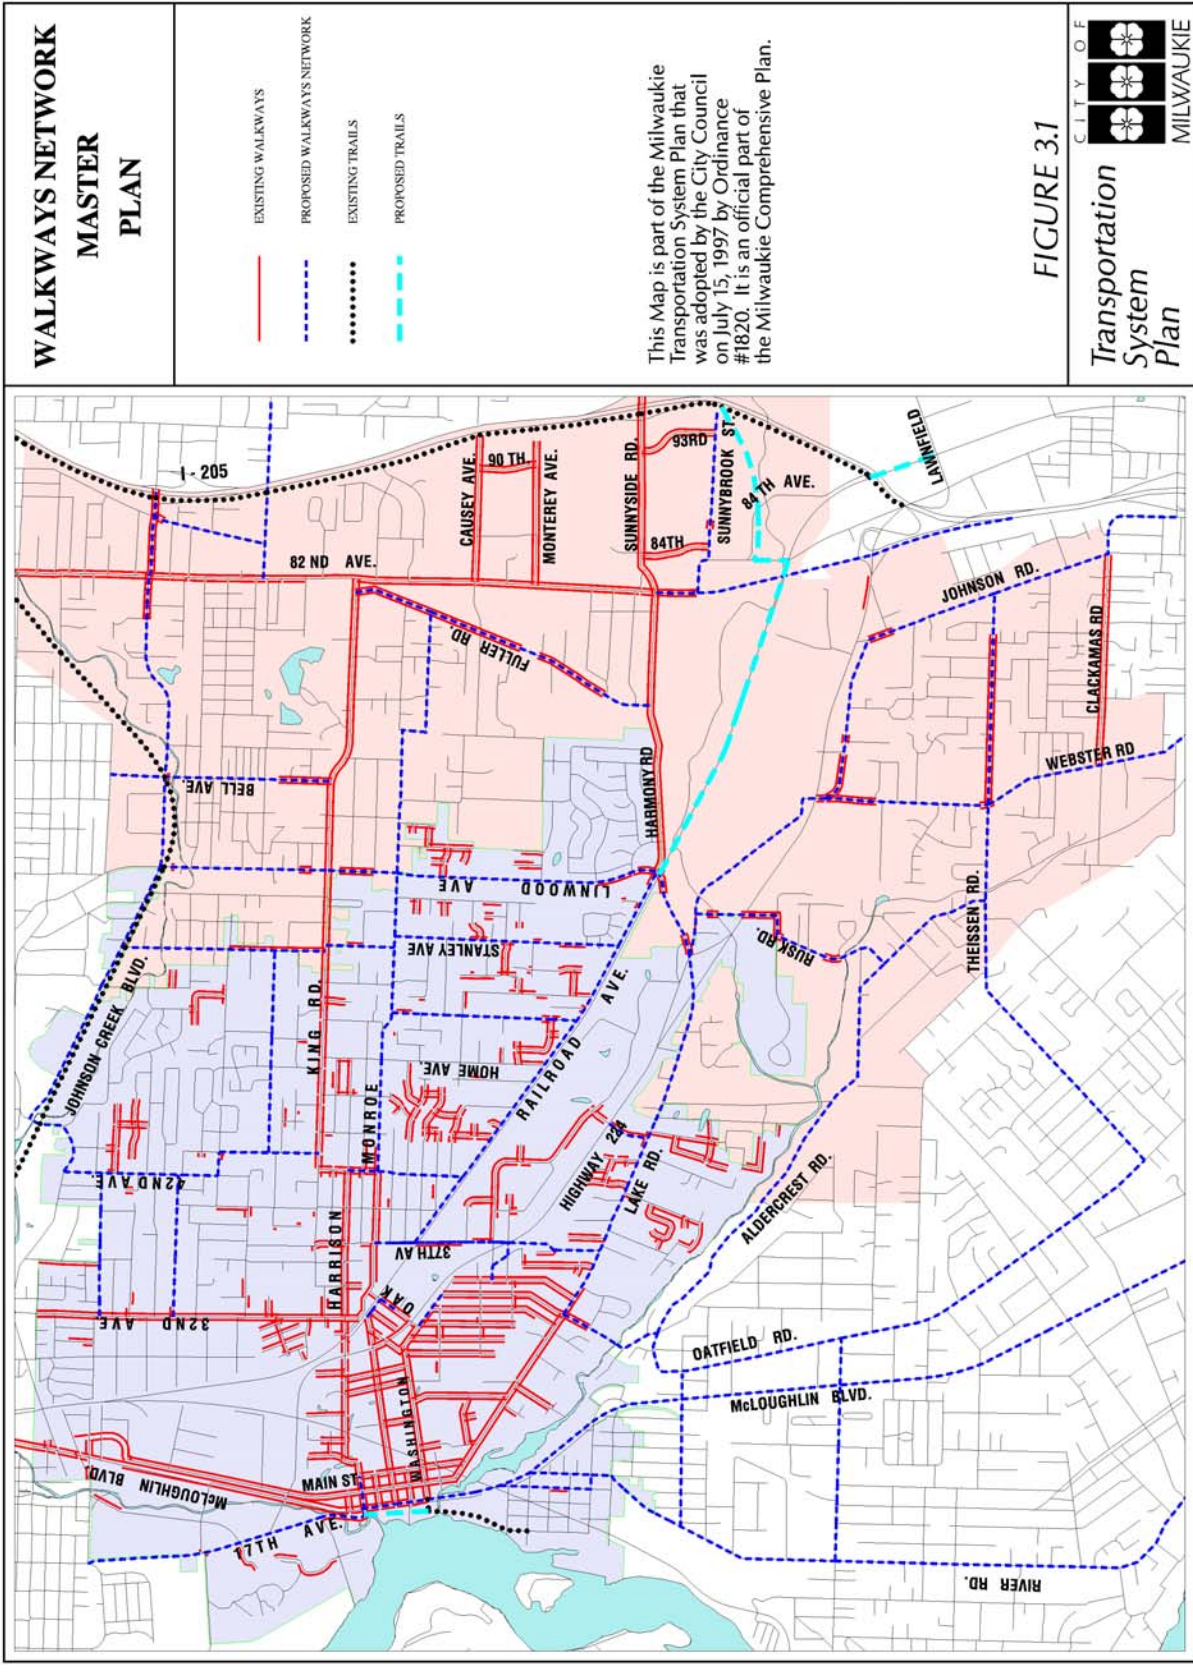 WALKWAYS NETWORK
MASTER
PLAN
EXISTING WALKWAYS
PROPOSED WALKWAYS NETWORK
EXISTING TRAILS
PROPOSED TRAILS
This Map is part of the Milwaukie
Transportation System Plan that
was adopted by the City Council
on July 15, 1997 by Ordinance
#1820. It is an official part of
the Milwaukie Comprehensive Plan.
FIGURE 3.1
Transportation
System
Plan
CITY OF
MILWAUKIE
I - 205
82 ND AVE.
CAUSEY AVE.
90 TH.
MONTEREY AVE.
SUNNYSIDE RD.
93RD
84TH
SUNNYBROOK ST.
84 TH AVE.
LAWNFIELD
FULLER RD.
JOHNSON RD.
CLACKAMAS RD
WEBSTER RD
HARMONY RD
BELL AVE.
LINWOOD AVE
STANLEY AVE
RUSK RD.
THEISSEN RD.
JOHNSON CREEK BLVD.
KING RD.
HOME AVE.
RAILROAD AVE.
MONROE
42ND AVE.
HIGHWAY 224
LAKE RD.
ALDERCREST RD.
HARRISON
37TH AV
OAK
32ND AVE
OATFIELD RD.
McLOUGHLIN BLVD.
WASHINGTON
MAIN ST.
McLOUGHLIN BLVD.
17TH AVE.
RIVER RD.